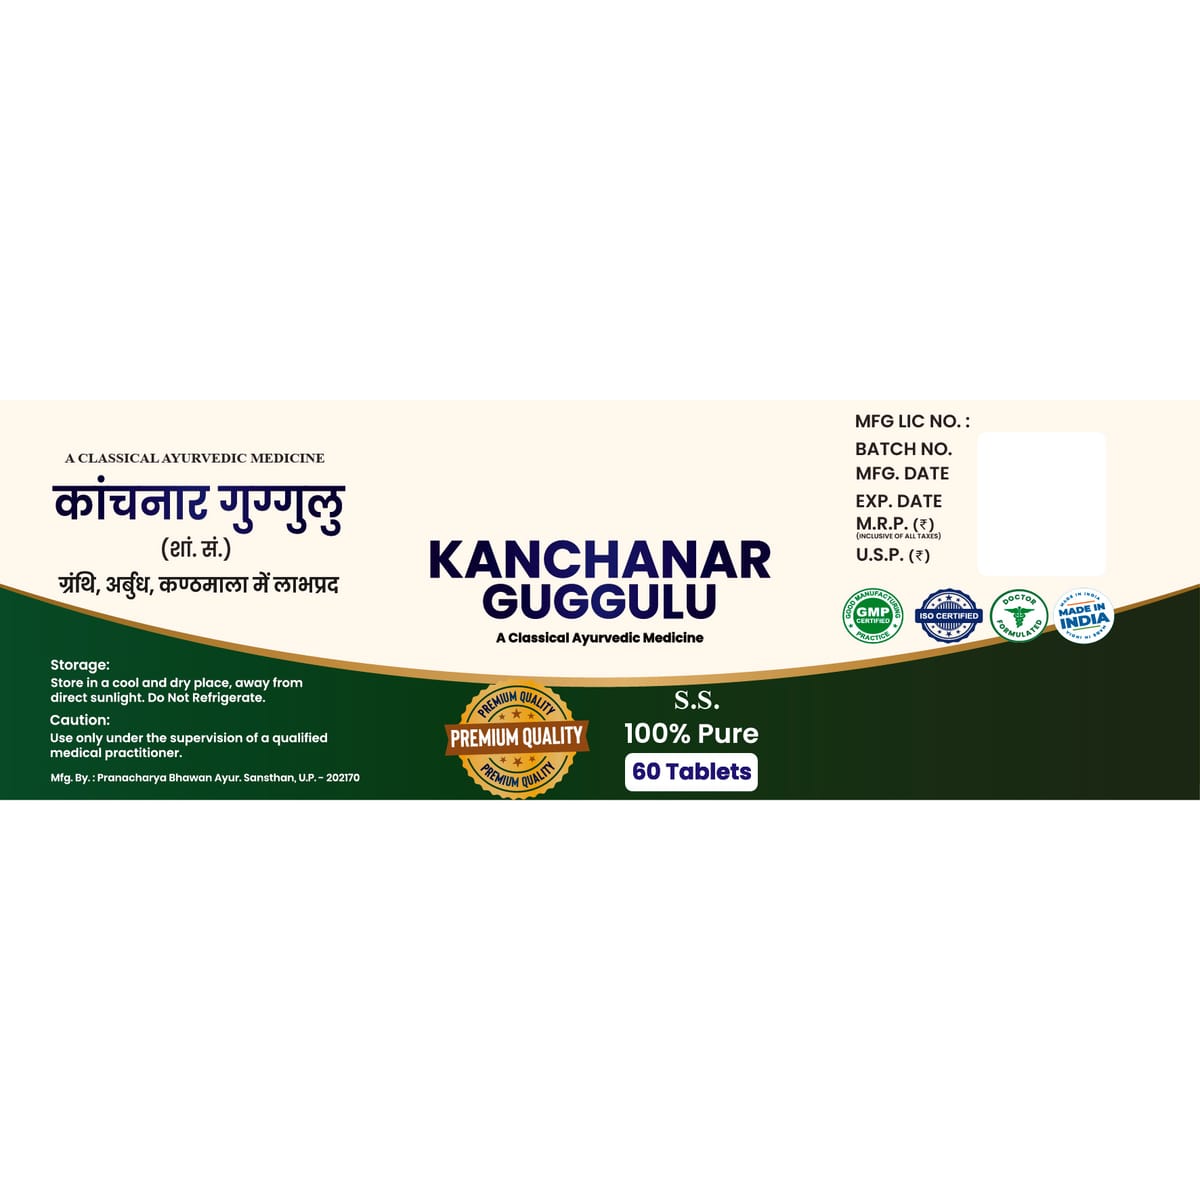 A CLASSICAL AYURVEDIC MEDICINE
कांचनार गुग्गुलु
(शां. सं.)
ग्रंथि, अर्बुध, कण्ठमाला में लाभप्रद
Storage:
Store in a cool and dry place, away from
direct sunlight. Do Not Refrigerate.
Caution:
Use only under the supervision of a qualified
medical practitioner.
Mfg. By. : Pranacharya Bhawan Ayur. Sansthan, U.P. - 202170
KANCHANAR
GUGGULU
A Classical Ayurvedic Medicine
PREMIUM QUALITY
PREMIUM QUALITY
PREMIUM QUALITY
S.S.
100% Pure
60 Tablets
MFG LIC NO. :
BATCH NO.
MFG. DATE
EXP. DATE
M.R.P. (₹)
(INCLUSIVE OF ALL TAXES)
U.S.P. (₹)
GOOD MANUFACTURING
GMP
CERTIFIED
PRACTICE
ISO CERTIFIED
DOCTOR
FORMULATED
MADE IN INDIA
MADE IN
INDIA
MADE IN INDIA